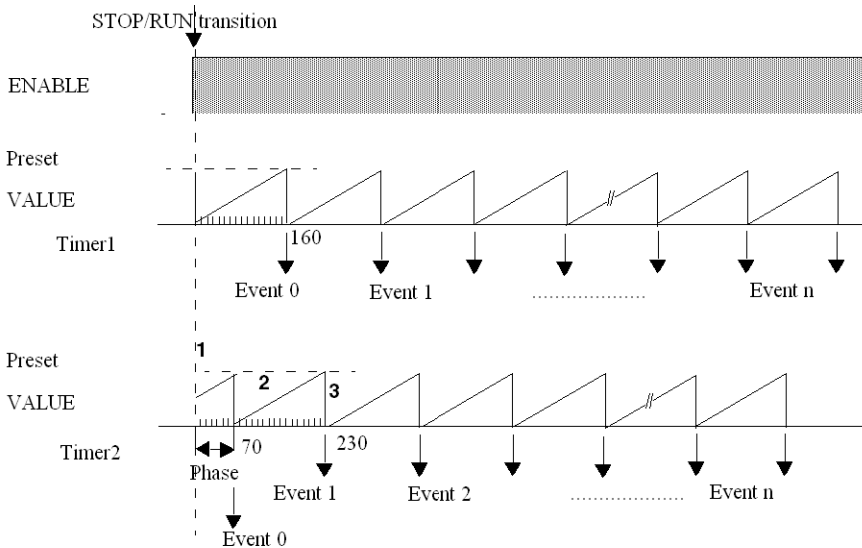 STOP/RUN transition
ENABLE
Preset
VALUE
160
Timer1
Event 0
Event 1
.......................
Event n
Preset
1
2
3
VALUE
70
230
Timer2
Phase
Event 1
Event 2
.......................
Event n
Event 0